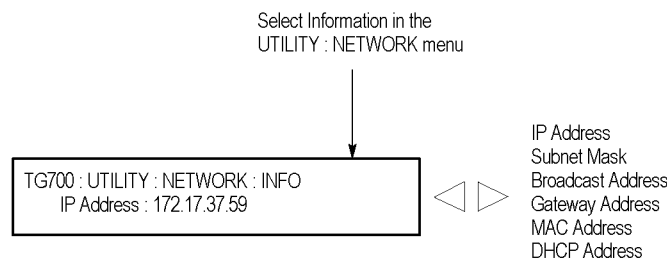 Select Information in the
UTILITY : NETWORK menu
TG700 : UTILITY : NETWORK : INFO
IP Address : 172.17.37.59
IP Address
Subnet Mask
Broadcast Address
Gateway Address
MAC Address
DHCP Address